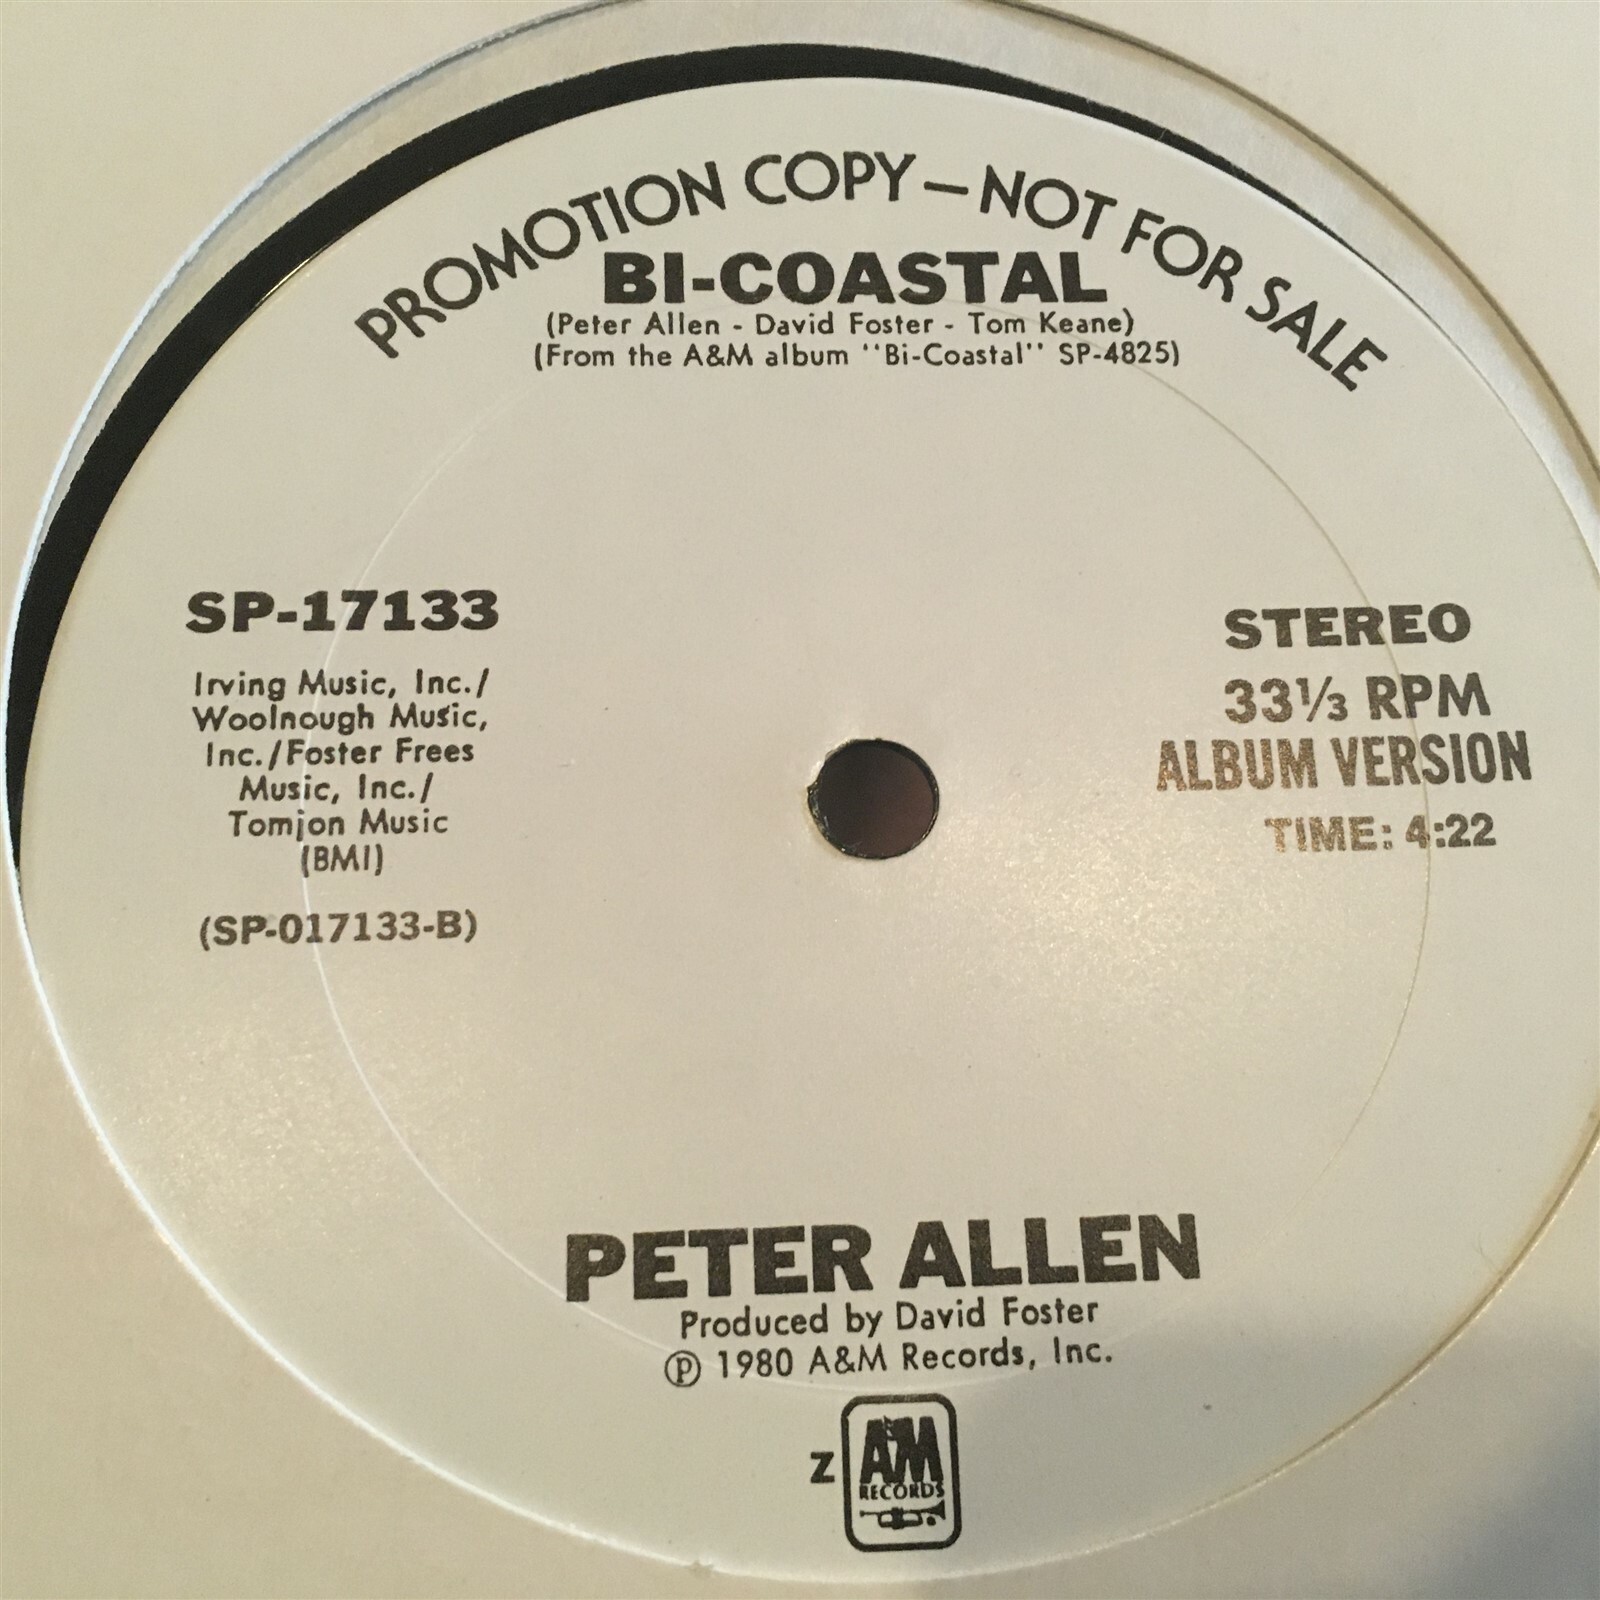 PROMOTION COPY — NOT FOR SALE
BI-COASTAL
(Peter Allen - David Foster - Tom Keane)
(From the A&M album "Bi-Coastal" SP-4825)
SP-17133
Irving Music, Inc./
Woolnough Music,
Inc./Foster Frees
Music, Inc./
Tomjon Music
(BMI)
(SP-017133-B)
STEREO
33⅓ RPM
ALBUM VERSION
TIME: 4:22
PETER ALLEN
Produced by David Foster
℗ 1980 A&M Records, Inc.
Z
A&M
RECORDS